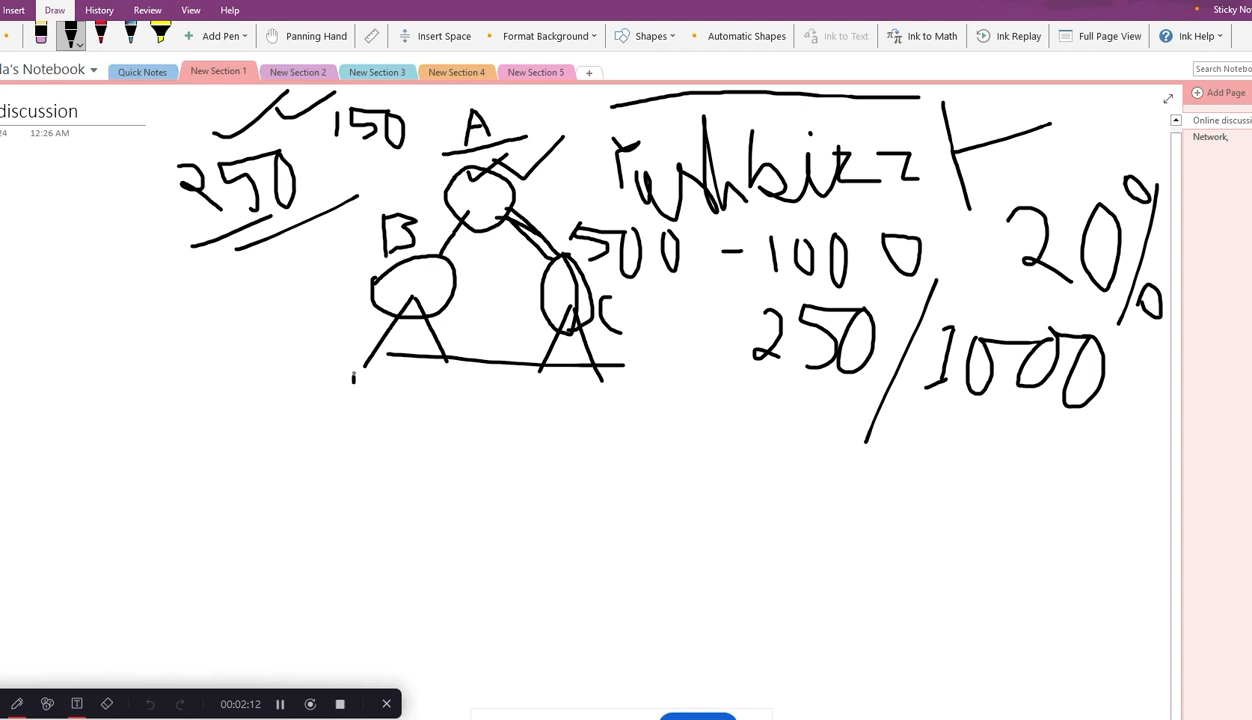 Insert Draw History Review View Help Sticky No
Add Pen Panning Hand Insert Space Format Background Shapes Automatic Shapes Ink to Text Ink to Math Ink Replay Full Page View Ink Help
la's Notebook Quick Notes New Section 1 New Section 2 New Section 3 New Section 4 New Section 5 + Search Notebo
Add Page
discussion
24 12:26 AM
Online discussi
Network,
150
A
250
B
500 - 1000
20%
C
250/1000
00:02:12